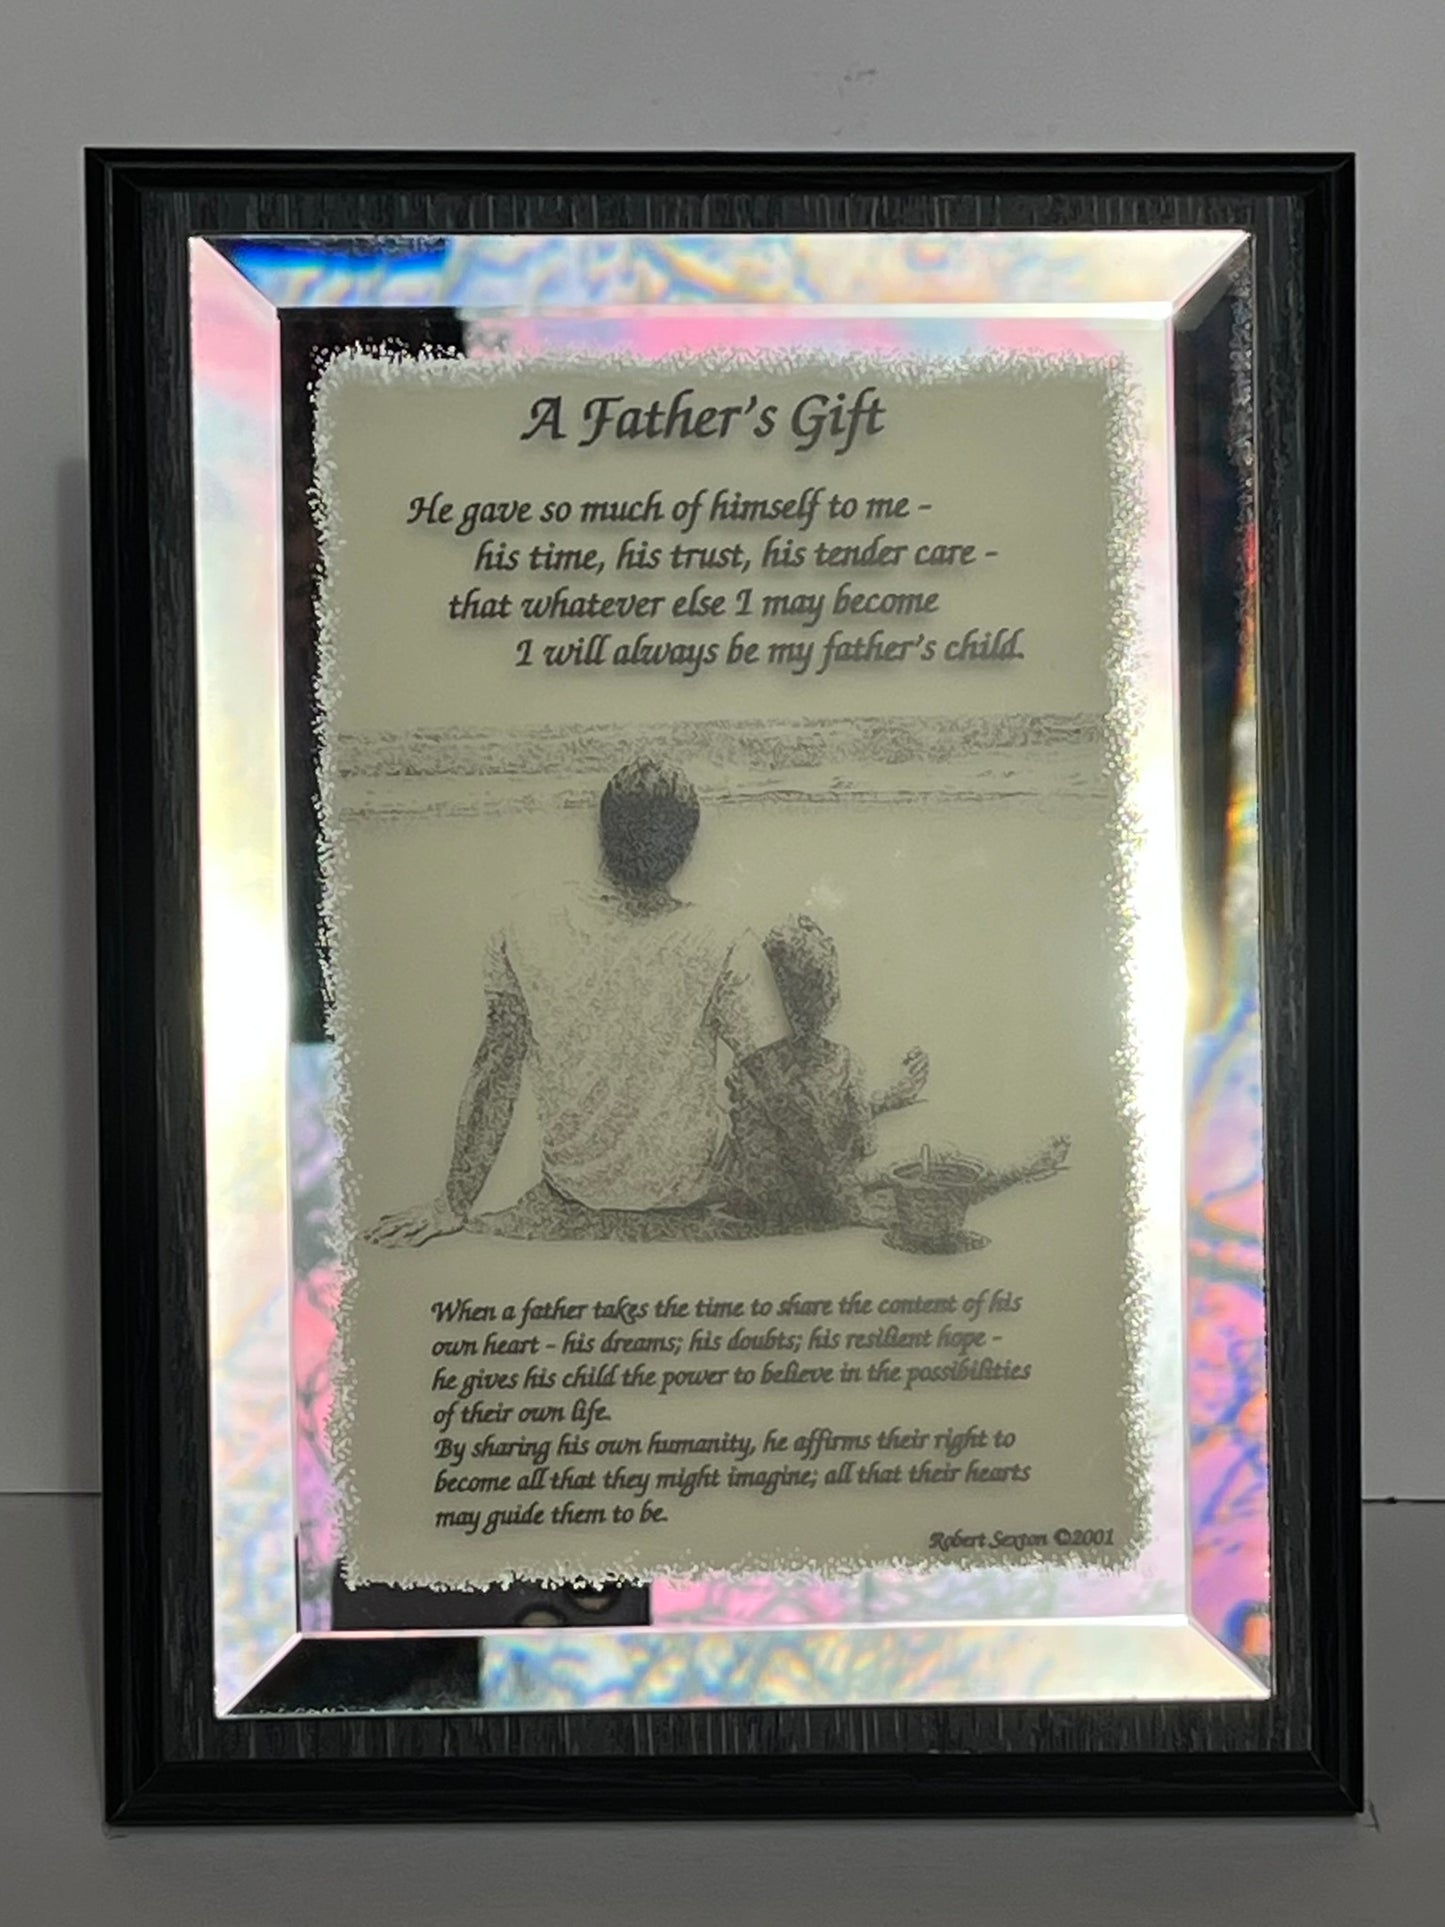 A Father's Gift
He gave so much of himself to me -
his time, his trust, his tender care -
that whatever else I may become
I will always be my father's child.
When a father takes the time to share the content of his
own heart - his dreams; his doubts; his resilient hope -
he gives his child the power to believe in the possibilities
of their own life.
By sharing his own humanity, he affirms their right to
become all that they might imagine; all that their hearts
may guide them to be.
Robert Sexton ©2001